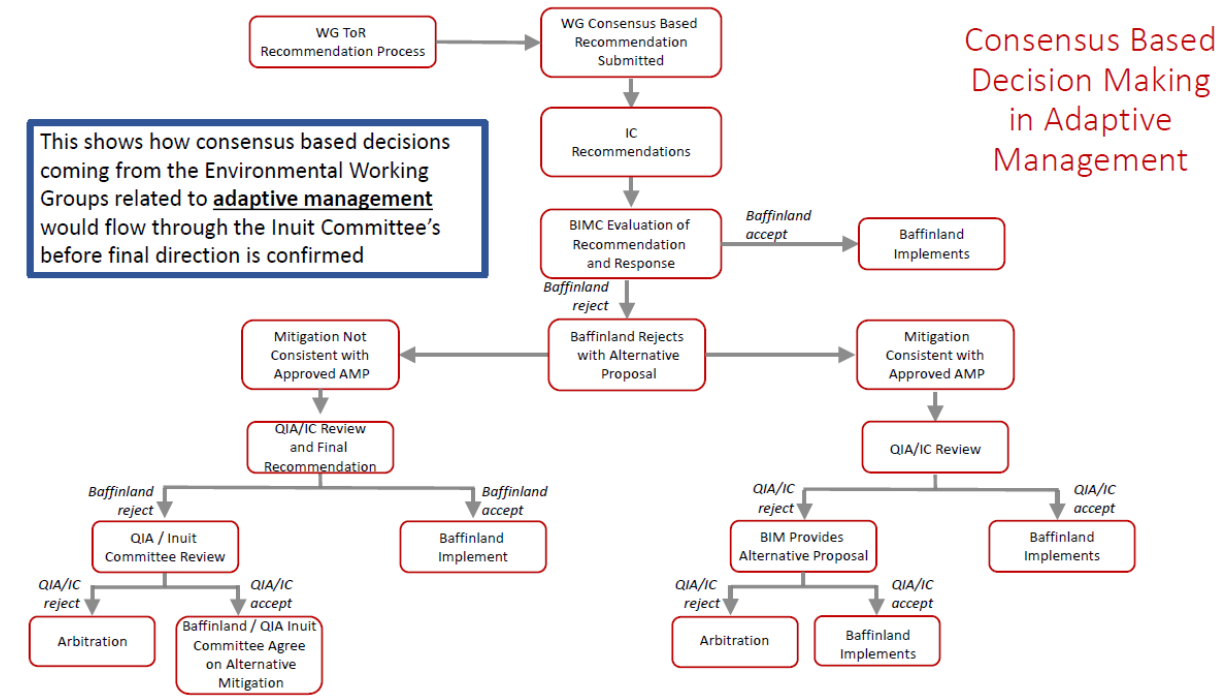 WG ToR
Recommendation Process
WG Consensus Based
Recommendation
Submitted
Consensus Based
Decision Making
in Adaptive
Management
This shows how consensus based decisions
coming from the Environmental Working
Groups related to adaptive management
would flow through the Inuit Committee’s
before final direction is confirmed
IC
Recommendations
BIMC Evaluation of
Recommendation
and Response
Baffinland
accept
Baffinland
Implements
Baffinland
reject
Mitigation Not
Consistent with
Approved AMP
Baffinland Rejects
with Alternative
Proposal
Mitigation
Consistent with
Approved AMP
QIA/IC Review
and Final
Recommendation
QIA/IC Review
Baffinland
reject
Baffinland
accept
QIA/IC
reject
QIA/IC
accept
QIA / Inuit
Committee Review
Baffinland
Implement
BIM Provides
Alternative Proposal
Baffinland
Implements
QIA/IC
reject
QIA/IC
accept
QIA/IC
reject
QIA/IC
accept
Arbitration
Baffinland / QIA Inuit
Committee Agree
on Alternative
Mitigation
Arbitration
Baffinland
Implements